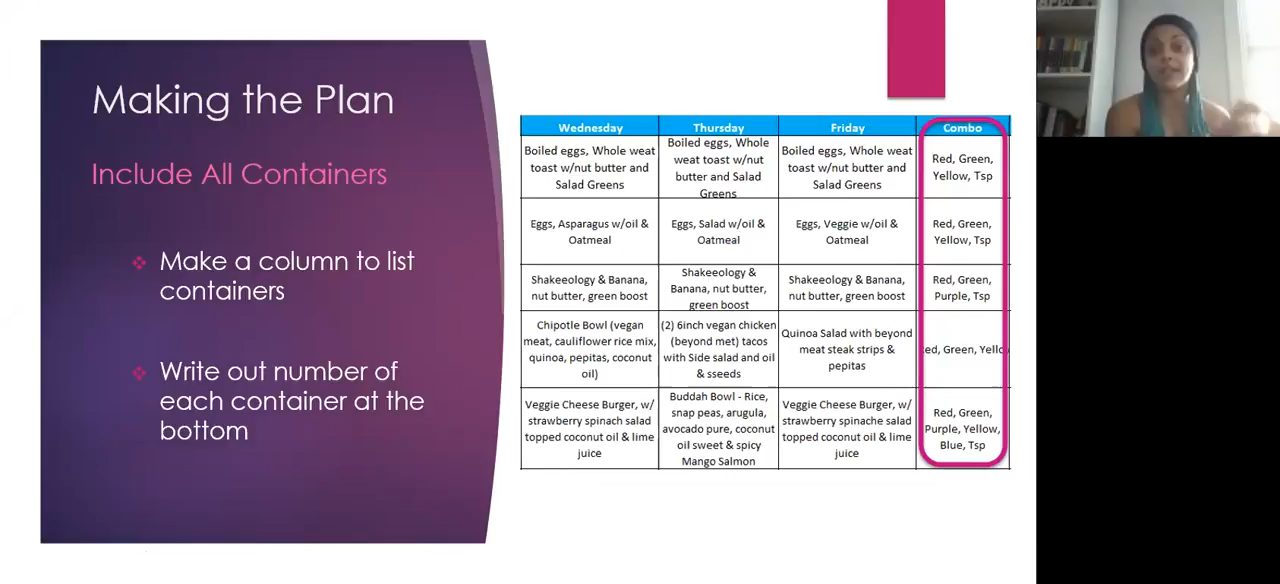 Making the Plan
Include All Containers
Make a column to list
containers
Write out number of
each container at the
bottom
Wednesday
Thursday
Friday
Combo
Boiled eggs, Whole weat
toast w/nut butter and
Salad Greens
Boiled eggs, Whole
weat toast w/nut
butter and Salad
Greens
Boiled eggs, Whole weat
toast w/nut butter and
Salad Greens
Red, Green,
Yellow, Tsp
Eggs, Asparagus w/oil &
Oatmeal
Eggs, Salad w/oil &
Oatmeal
Eggs, Veggie w/oil &
Oatmeal
Red, Green,
Yellow, Tsp
Shakeeology & Banana,
nut butter, green boost
Shakeeology &
Banana, nut butter,
green boost
Shakeeology & Banana,
nut butter, green boost
Red, Green,
Purple, Tsp
Chipotle Bowl (vegan
meat, cauliflower rice mix,
quinoa, pepitas, coconut
oil)
(2) 6inch vegan chicken
(beyond met) tacos
with Side salad and oil
& sseeds
Quinoa Salad with beyond
meat steak strips &
pepitas
ed, Green, Yello
Veggie Cheese Burger, w/
strawberry spinach salad
topped coconut oil & lime
juice
Buddah Bowl - Rice,
snap peas, arugula,
avocado pure, coconut
oil sweet & spicy
Mango Salmon
Veggie Cheese Burger, w/
strawberry spinache salad
topped coconut oil & lime
juice
Red, Green,
Purple, Yellow,
Blue, Tsp